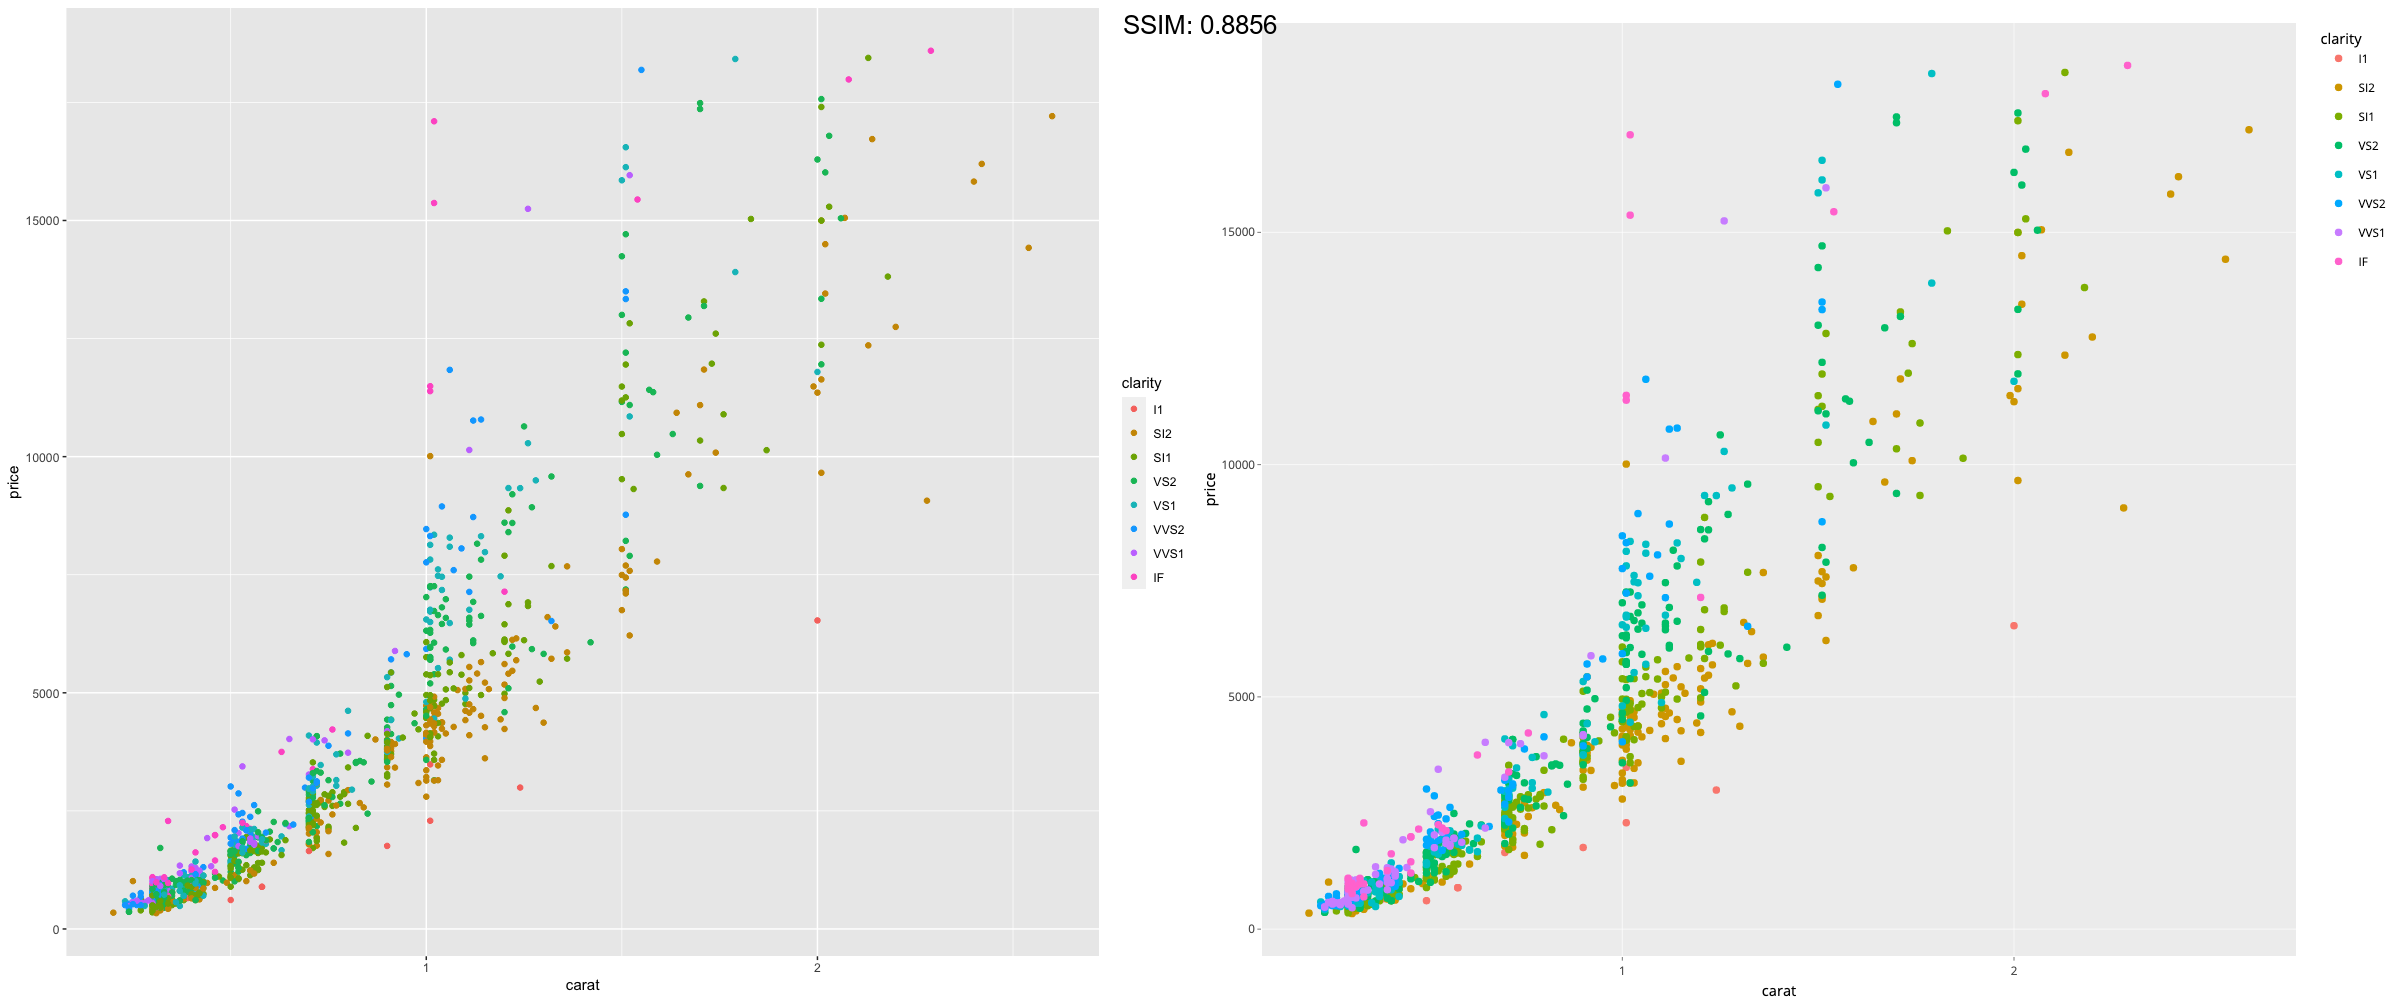 SSIM: 0.8856
price
15000
10000
5000
0
1
2
carat
clarity
I1
SI2
SI1
VS2
VS1
VVS2
VVS1
IF
price
15000
10000
5000
0
1
2
carat
clarity
I1
SI2
SI1
VS2
VS1
VVS2
VVS1
IF